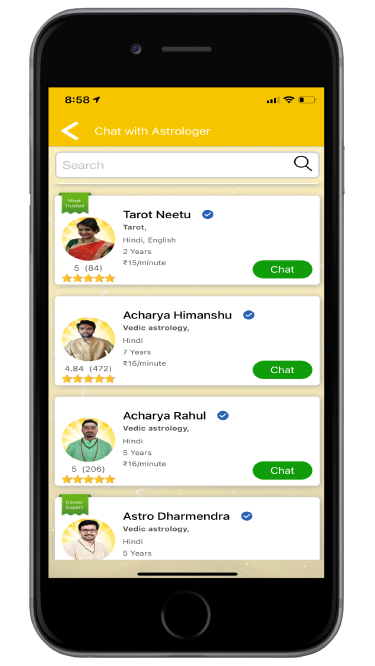 8:58
Chat with Astrologer
Search
Most
Trusted
Tarot Neetu
Tarot,
Hindi, English
2 Years
₹15/minute
5 (84)
Chat
Acharya Himanshu
Vedic astrology,
Hindi
7 Years
₹16/minute
4.84 (472)
Chat
Acharya Rahul
Vedic astrology,
Hindi
5 Years
₹16/minute
5 (206)
Chat
Career
Expert
Astro Dharmendra
Vedic astrology,
Hindi
5 Years